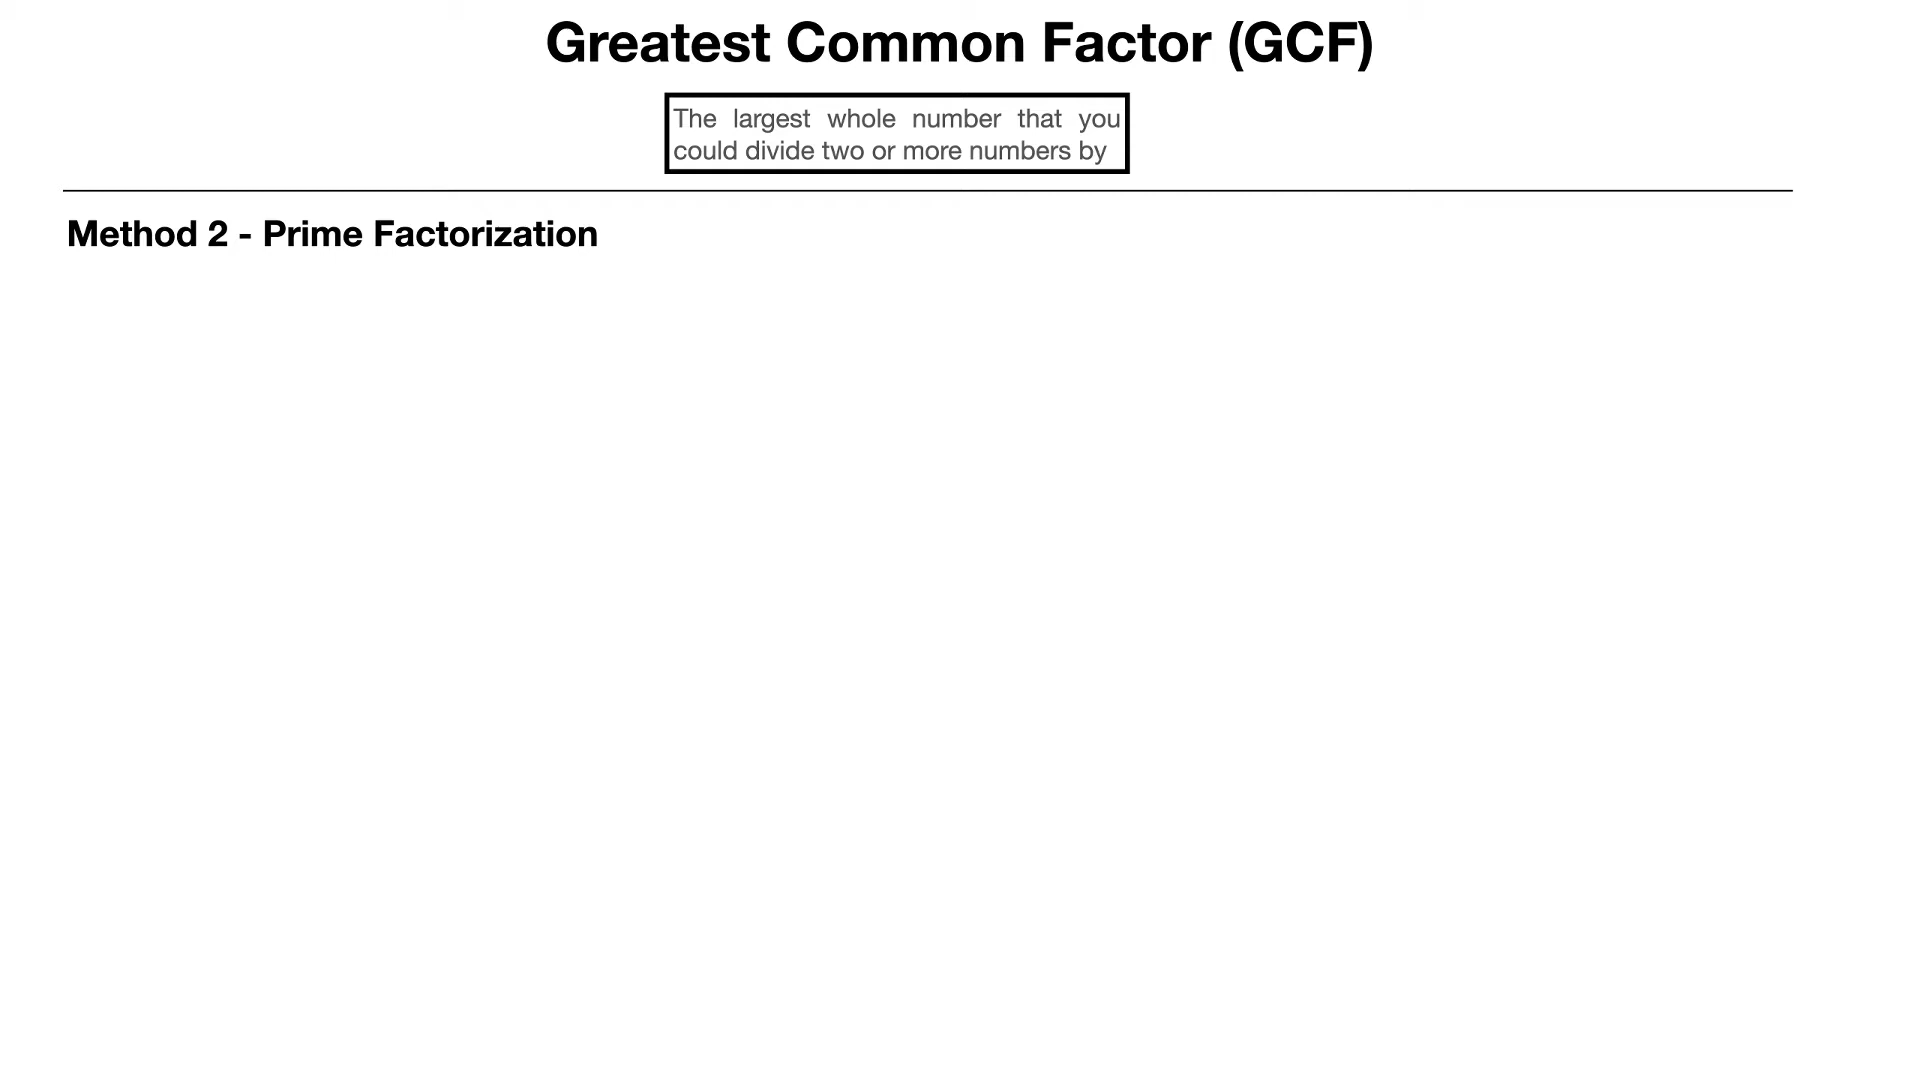 Greatest Common Factor (GCF)
The largest whole number that you
could divide two or more numbers by
Method 2 - Prime Factorization